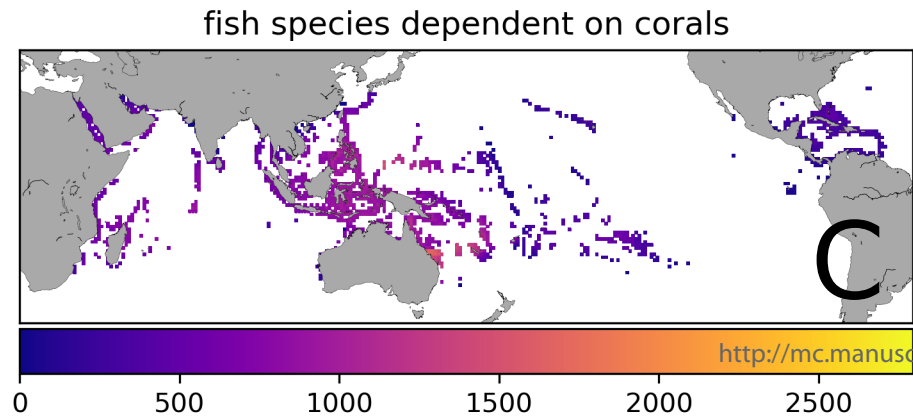 fish species dependent on corals
C
http://mc.manusc
0 500 1000 1500 2000 2500